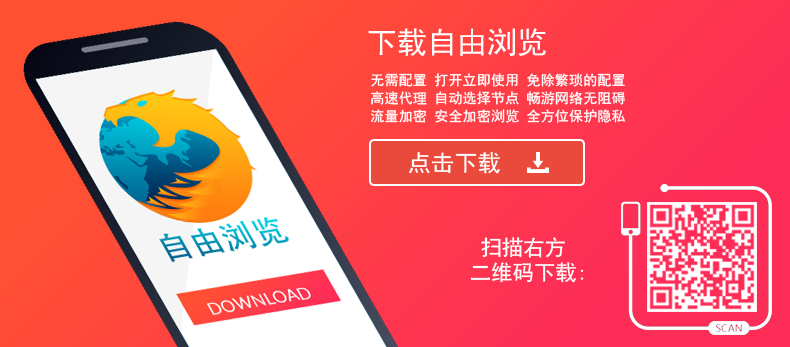 下载自由浏览
无需配置 打开立即使用 免除繁琐的配置
高速代理 自动选择节点 畅游网络无阻碍
流量加密 安全加密浏览 全方位保护隐私
点击下载
自由浏览
DOWNLOAD
扫描右方
二维码下载：
SCAN